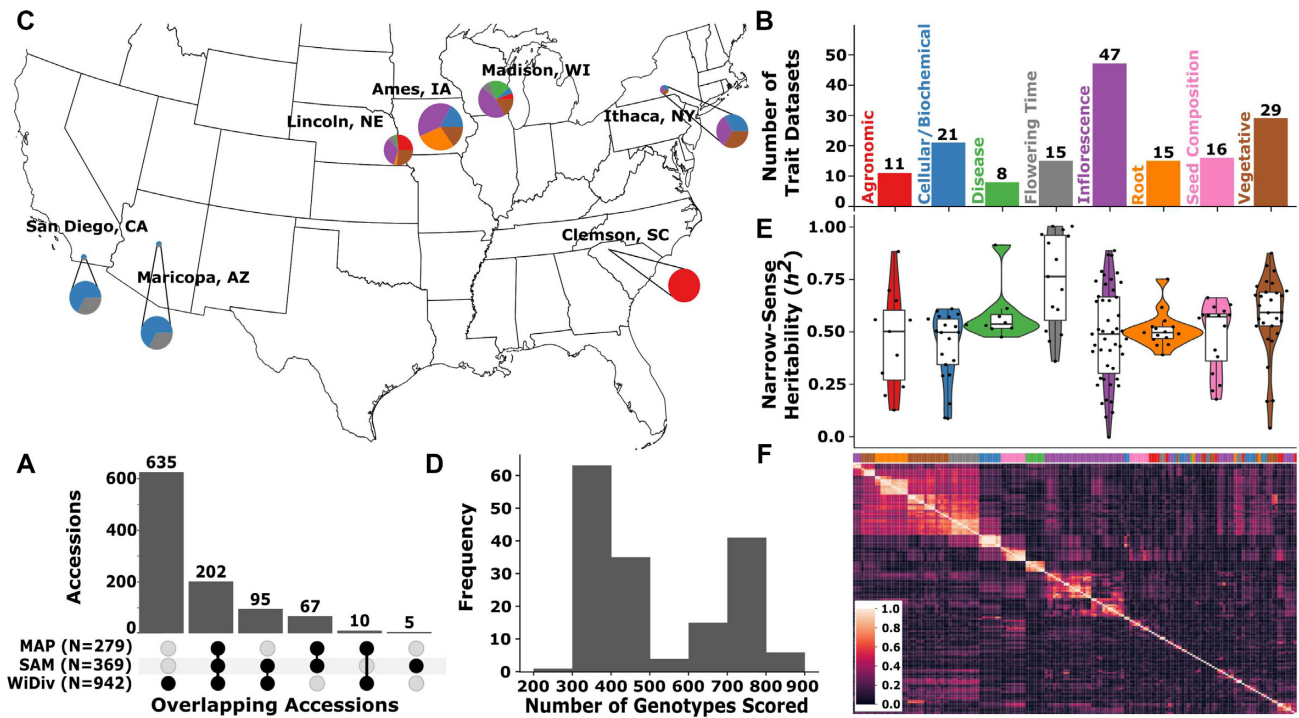 C
Madison, WI
Ames, IA
Lincoln, NE
Ithaca, NY
San Diego, CA
Maricopa, AZ
Clemson, SC
B
Number of
Trait Datasets
50
40
30
20
10
0
11
21
8
15
47
15
16
29
Agronomic
Cellular/Biochemical
Disease
Flowering Time
Inflorescence
Root
Seed Composition
Vegetative
E
Narrow-Sense
Heritability (h²)
1.00
0.75
0.50
0.25
0.0
A
Accessions
600
400
200
0
635
202
95
67
10
5
MAP (N=279)
SAM (N=369)
WiDiv (N=942)
Overlapping Accessions
D
Frequency
60
50
40
30
20
10
0
200 300 400 500 600 700 800 900
Number of Genotypes Scored
F
1.0
0.8
0.6
0.4
0.2
0.0